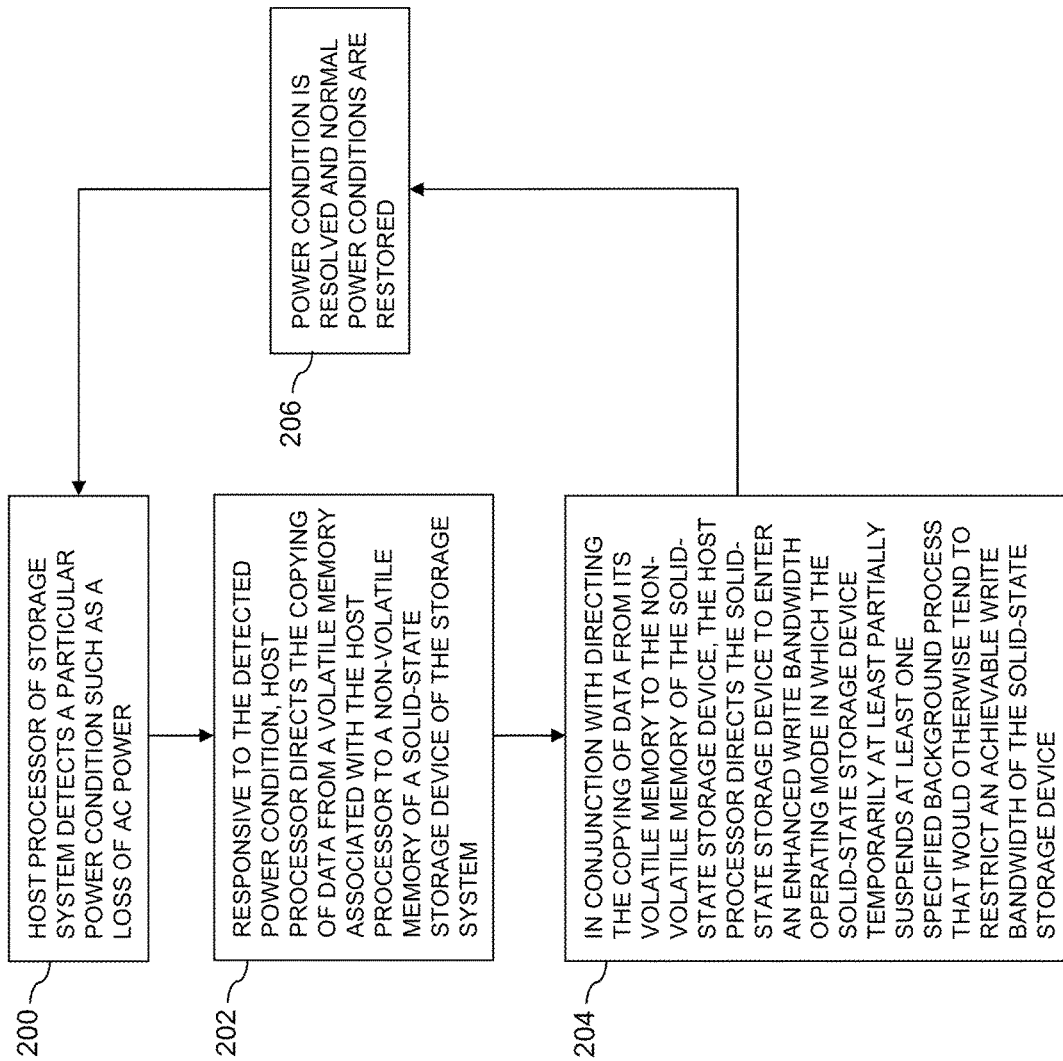 200
HOST PROCESSOR OF STORAGE
SYSTEM DETECTS A PARTICULAR
POWER CONDITION SUCH AS A
LOSS OF AC POWER
202
RESPONSIVE TO THE DETECTED
POWER CONDITION, HOST
PROCESSOR DIRECTS THE COPYING
OF DATA FROM A VOLATILE MEMORY
ASSOCIATED WITH THE HOST
PROCESSOR TO A NON-VOLATILE
MEMORY OF A SOLID-STATE
STORAGE DEVICE OF THE STORAGE
SYSTEM
204
IN CONJUNCTION WITH DIRECTING
THE COPYING OF DATA FROM ITS
VOLATILE MEMORY TO THE NON-
VOLATILE MEMORY OF THE SOLID-
STATE STORAGE DEVICE, THE HOST
PROCESSOR DIRECTS THE SOLID-
STATE STORAGE DEVICE TO ENTER
AN ENHANCED WRITE BANDWIDTH
OPERATING MODE IN WHICH THE
SOLID-STATE STORAGE DEVICE
TEMPORARILY AT LEAST PARTIALLY
SUSPENDS AT LEAST ONE
SPECIFIED BACKGROUND PROCESS
THAT WOULD OTHERWISE TEND TO
RESTRICT AN ACHIEVABLE WRITE
BANDWIDTH OF THE SOLID-STATE
STORAGE DEVICE
206
POWER CONDITION IS
RESOLVED AND NORMAL
POWER CONDITIONS ARE
RESTORED